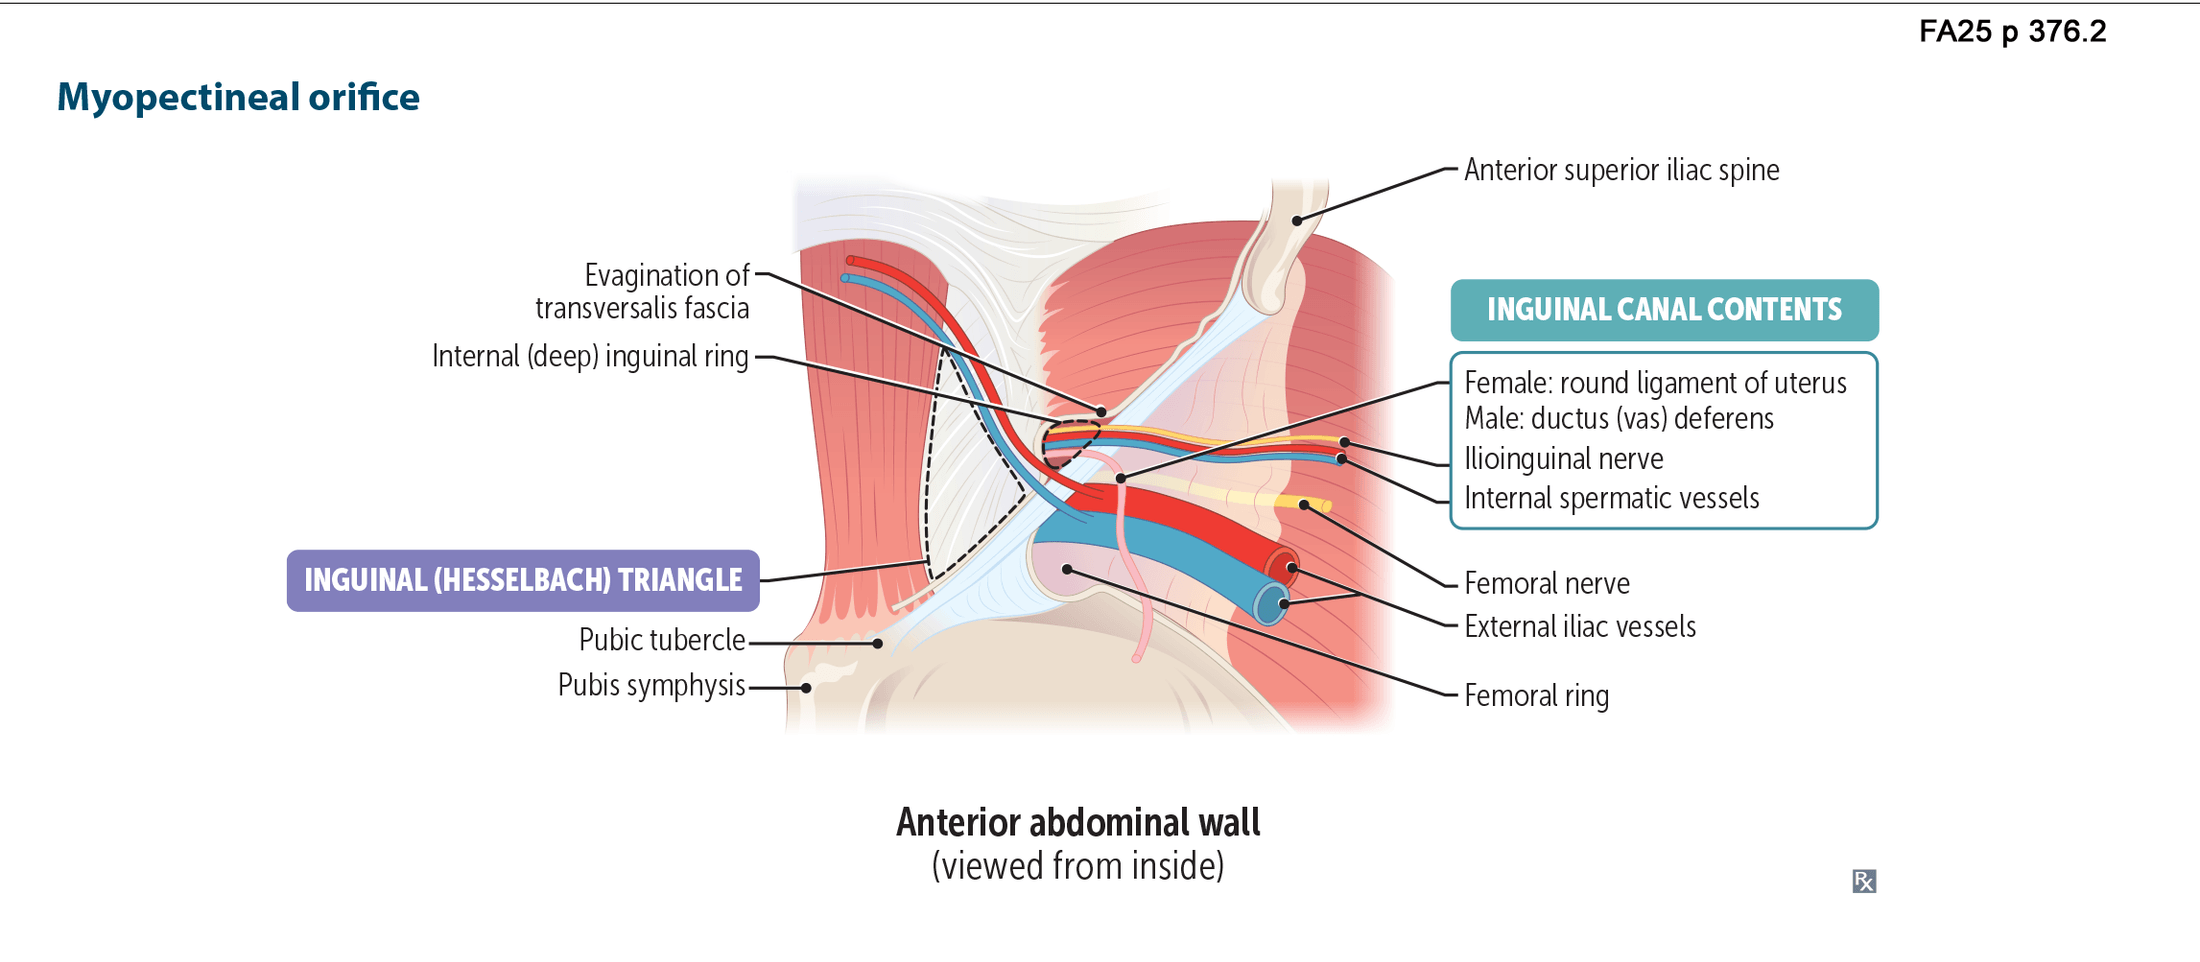 FA25 p 376.2
Myopectineal orifice
Anterior superior iliac spine
Evagination of
transversalis fascia
Internal (deep) inguinal ring
INGUINAL CANAL CONTENTS
Female: round ligament of uterus
Male: ductus (vas) deferens
Ilioinguinal nerve
Internal spermatic vessels
INGUINAL (HESSELBACH) TRIANGLE
Femoral nerve
External iliac vessels
Pubic tubercle
Pubis symphysis
Femoral ring
Anterior abdominal wall
(viewed from inside)
Rx